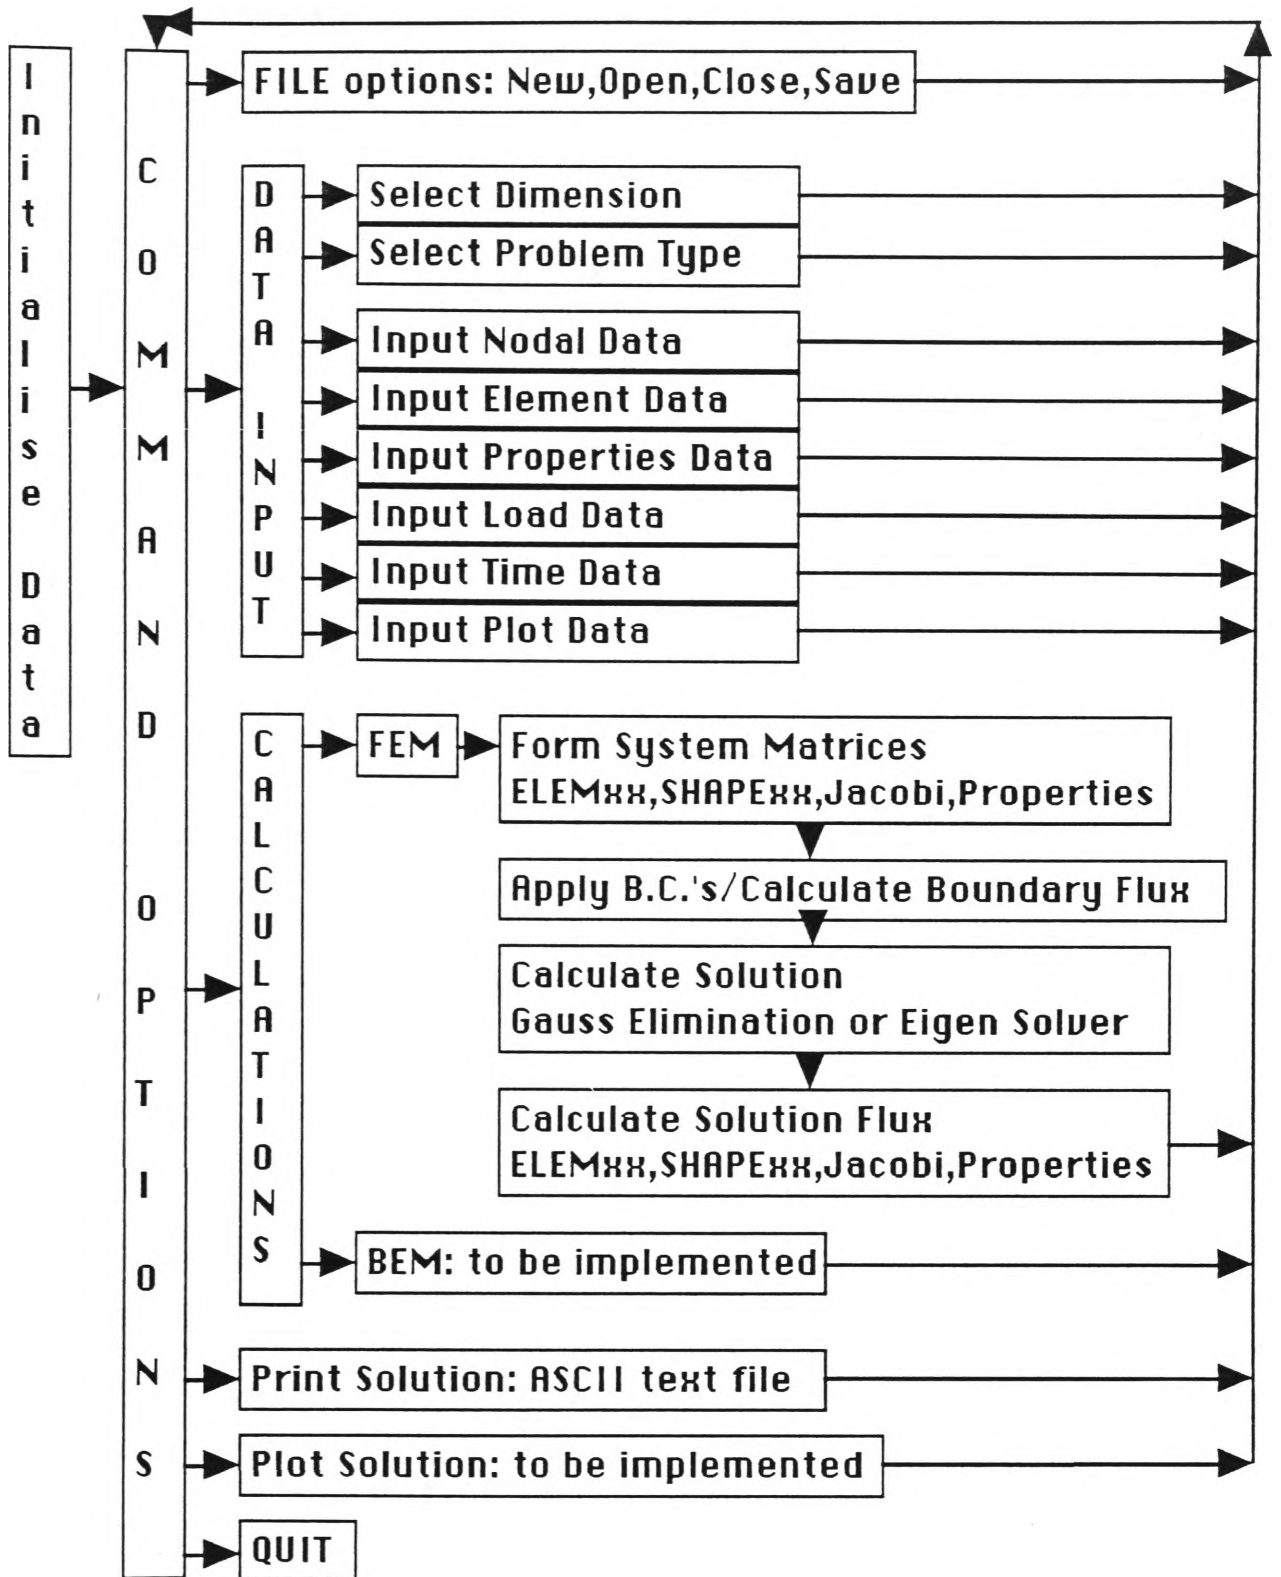 Initialise Data
COMMAND OPTIONS
FILE options: New,Open,Close,Save
DATA INPUT
Select Dimension
Select Problem Type
Input Nodal Data
Input Element Data
Input Properties Data
Input Load Data
Input Time Data
Input Plot Data
CALCULATIONS
FEM
Form System Matrices
ELEMxx,SHAPExx,Jacobi,Properties
Apply B.C.'s/Calculate Boundary Flux
Calculate Solution
Gauss Elimination or Eigen Solver
Calculate Solution Flux
ELEMxx,SHAPExx,Jacobi,Properties
BEM: to be implemented
Print Solution: ASCII text file
Plot Solution: to be implemented
QUIT